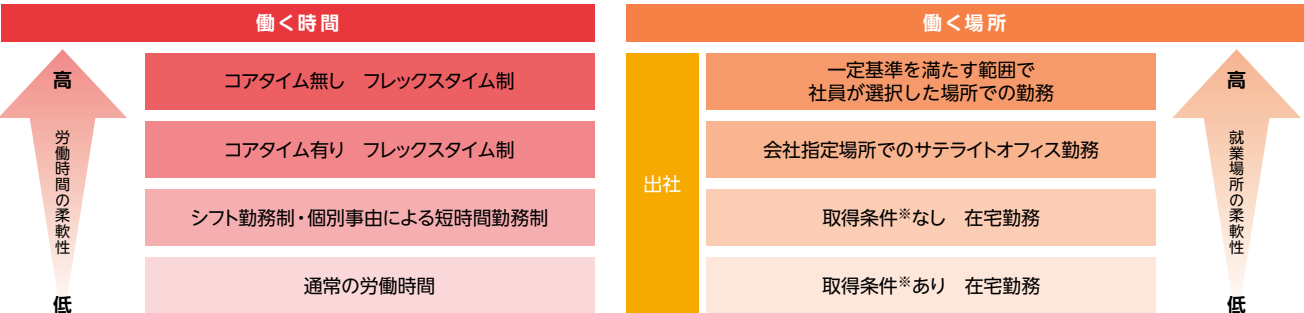 働く時間
高
労働時間の柔軟性
低
コアタイム無し　フレックスタイム制
コアタイム有り　フレックスタイム制
シフト勤務制・個別事由による短時間勤務制
通常の労働時間
働く場所
出社
一定基準を満たす範囲で
社員が選択した場所での勤務
会社指定場所でのサテライトオフィス勤務
取得条件※なし　在宅勤務
取得条件※あり　在宅勤務
高
就業場所の柔軟性
低